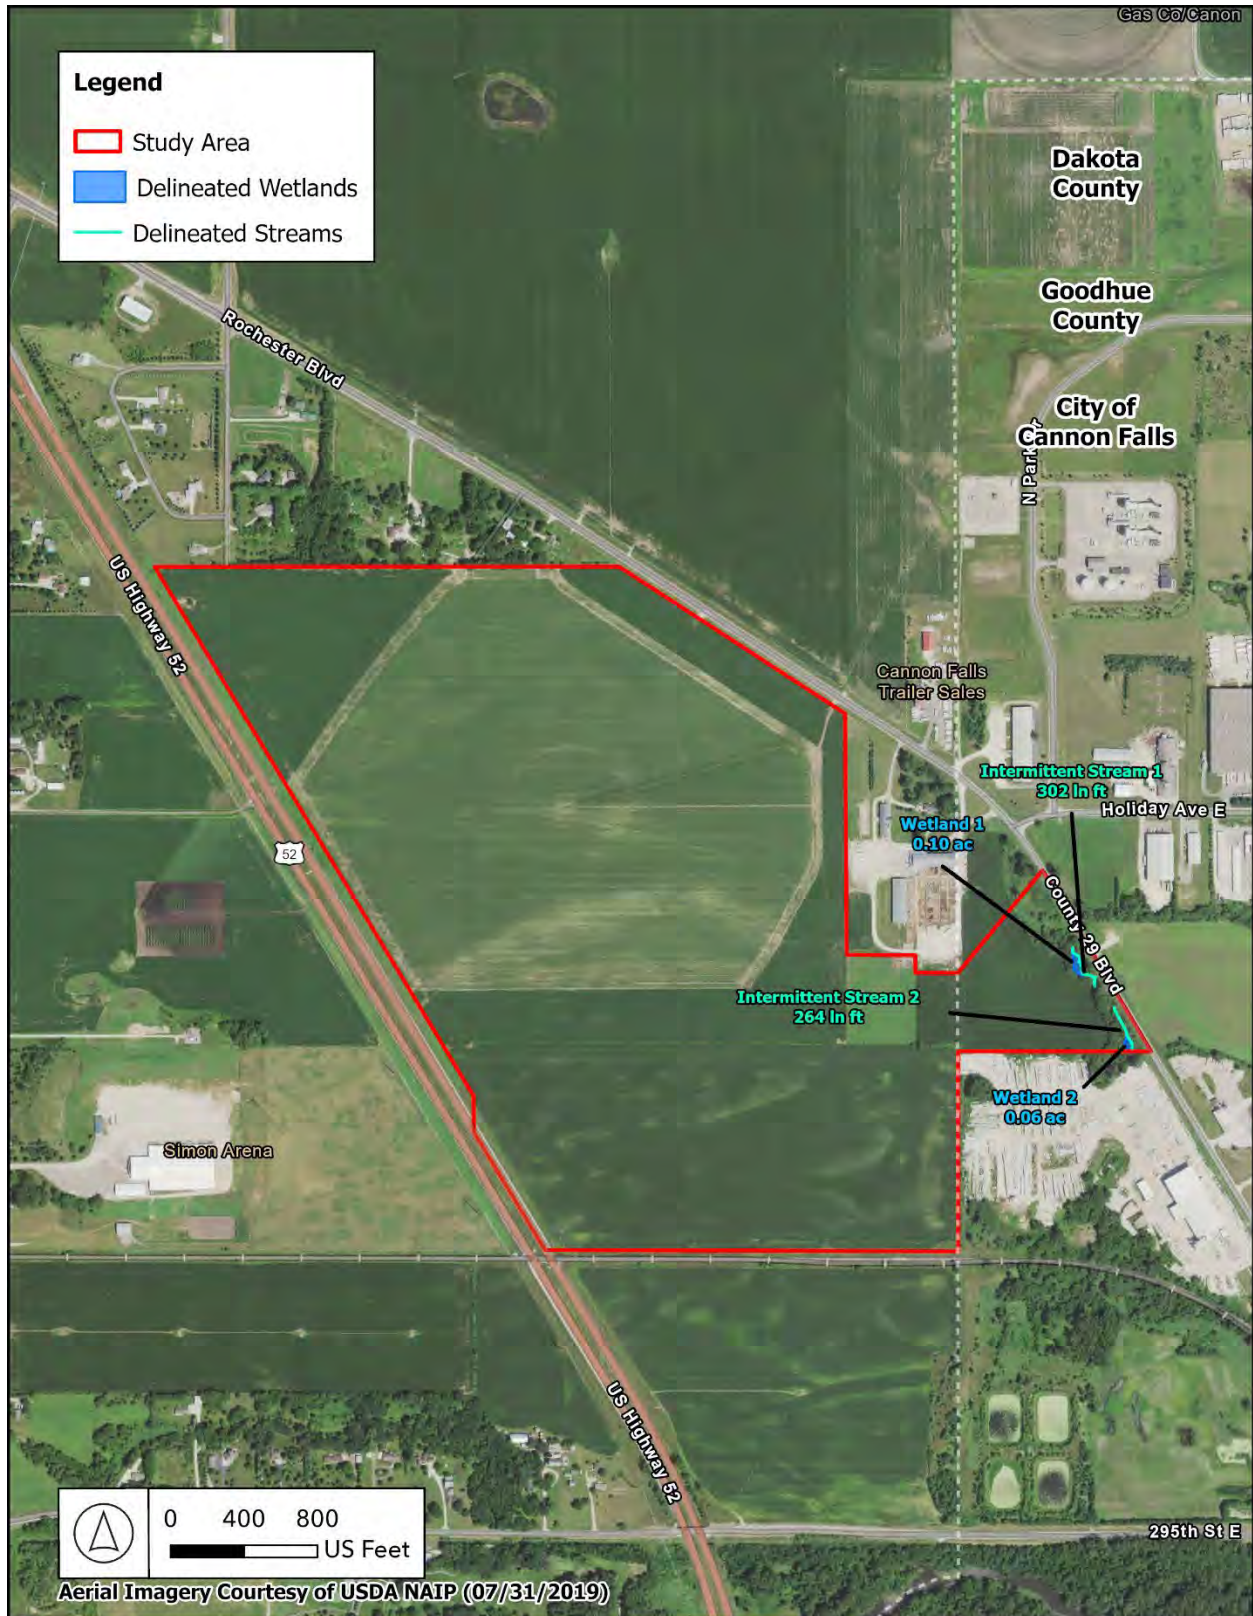 Gas Co/Canon
Legend
Study Area
Delineated Wetlands
Delineated Streams
Dakota
County
Goodhue
County
City of
Cannon Falls
Rochester Blvd
N Park Dr
US Highway 52
Cannon Falls
Trailer Sales
Intermittent Stream 1
302 ln ft
Holiday Ave E
Wetland 1
0.10 ac
52
County 29 Blvd
Intermittent Stream 2
264 ln ft
Wetland 2
0.06 ac
Simon Arena
US Highway 52
0 400 800
US Feet
295th St E
Aerial Imagery Courtesy of USDA NAIP (07/31/2019)